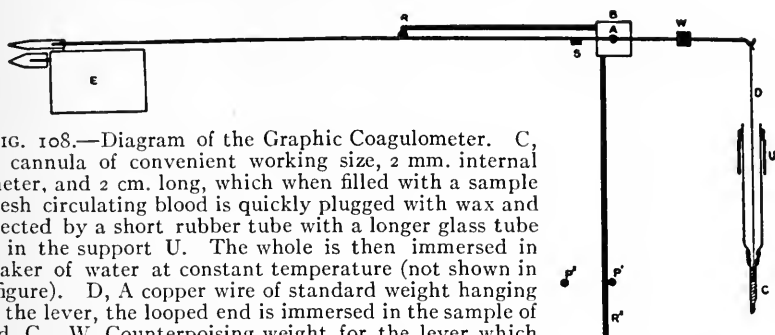 R
B
A
W
S
E
D
U
IG. 108.—Diagram of the Graphic Coagulometer. C,
cannula of convenient working size, 2 mm. internal
meter, and 2 cm. long, which when filled with a sample
esh circulating blood is quickly plugged with wax and
ected by a short rubber tube with a longer glass tube
in the support U. The whole is then immersed in
aker of water at constant temperature (not shown in
figure). D, A copper wire of standard weight hanging
the lever, the looped end is immersed in the sample of
C. W, Counterpoising weight for the lever which
P"
P'
C
R"